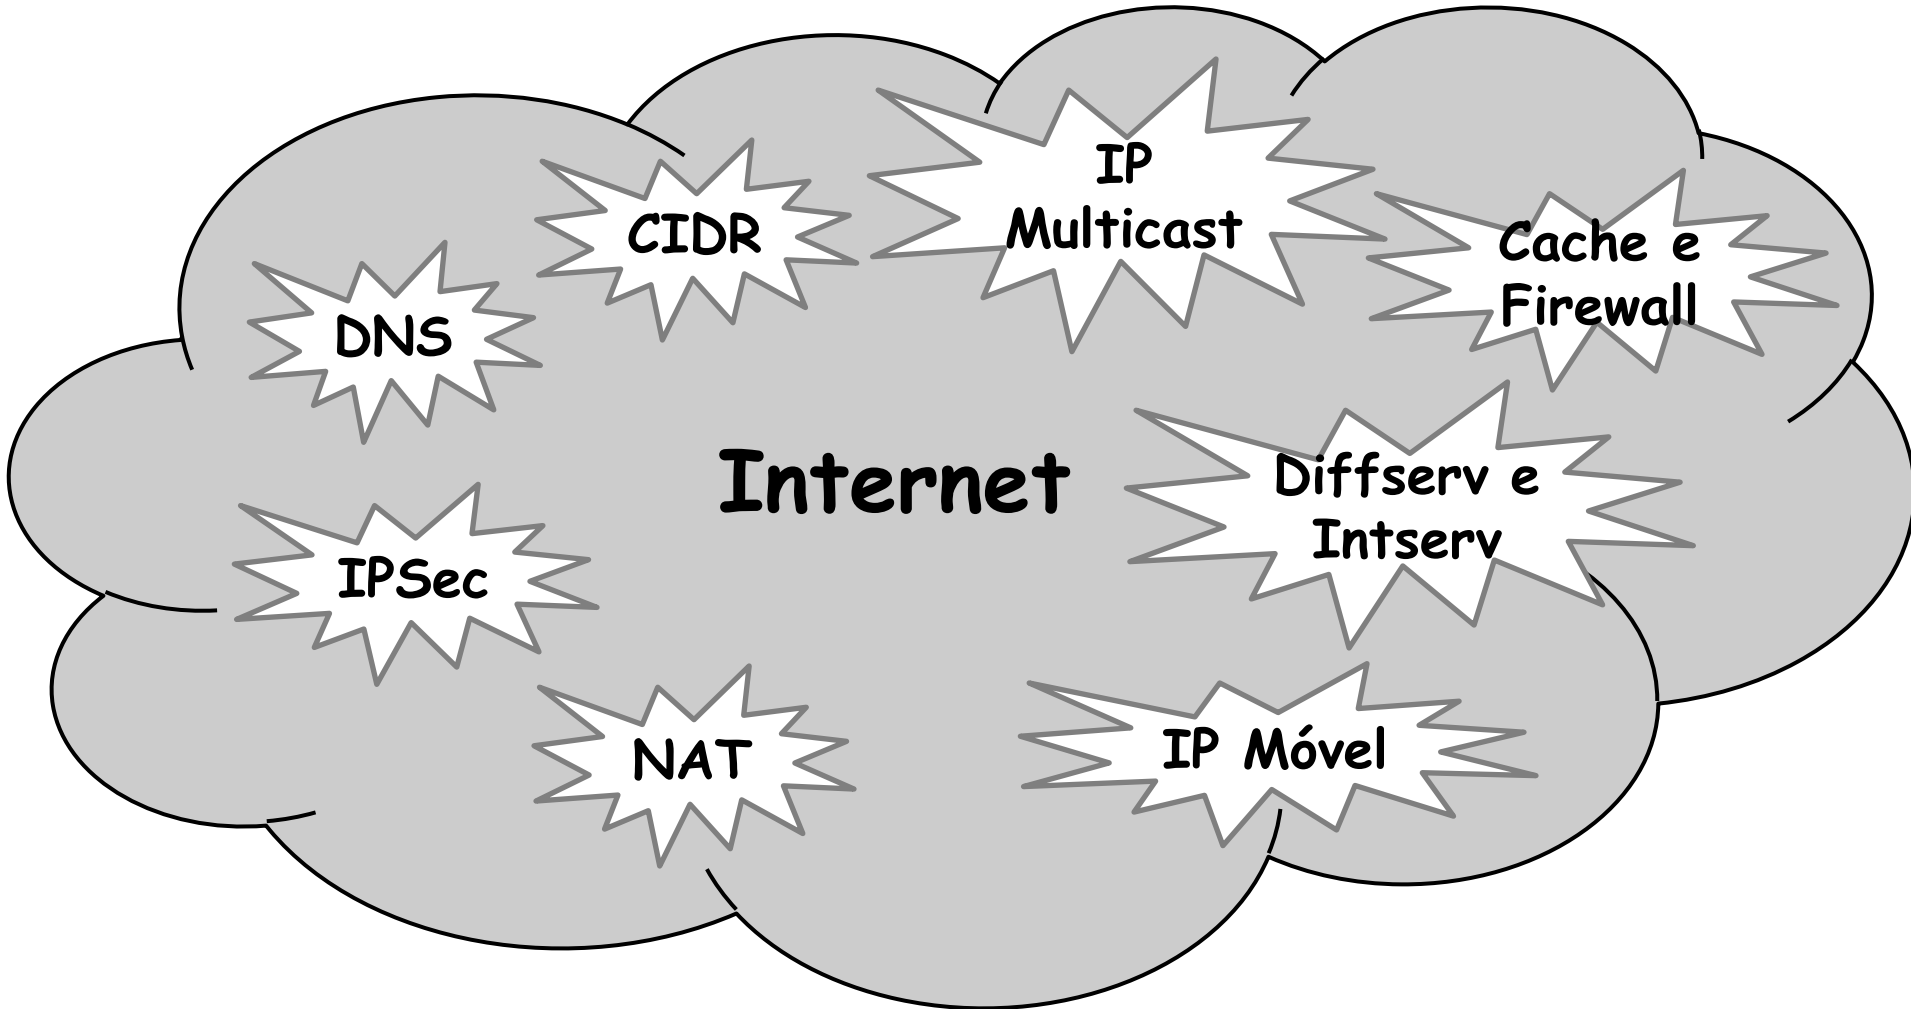 IP
Multicast
CIDR
Cache e
Firewall
DNS
Internet
Diffserv e
Intserv
IPSec
NAT
IP Móvel